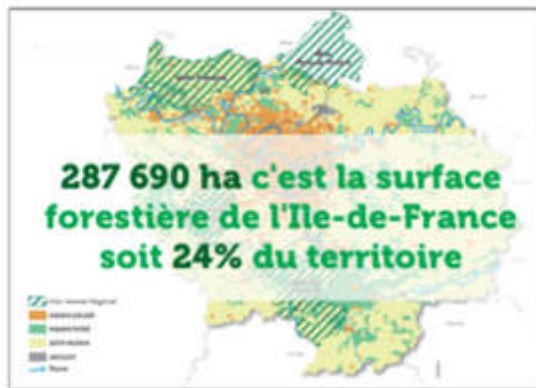 287 690 ha c'est la surface
forestière de l'Ile-de-France
soit 24% du territoire